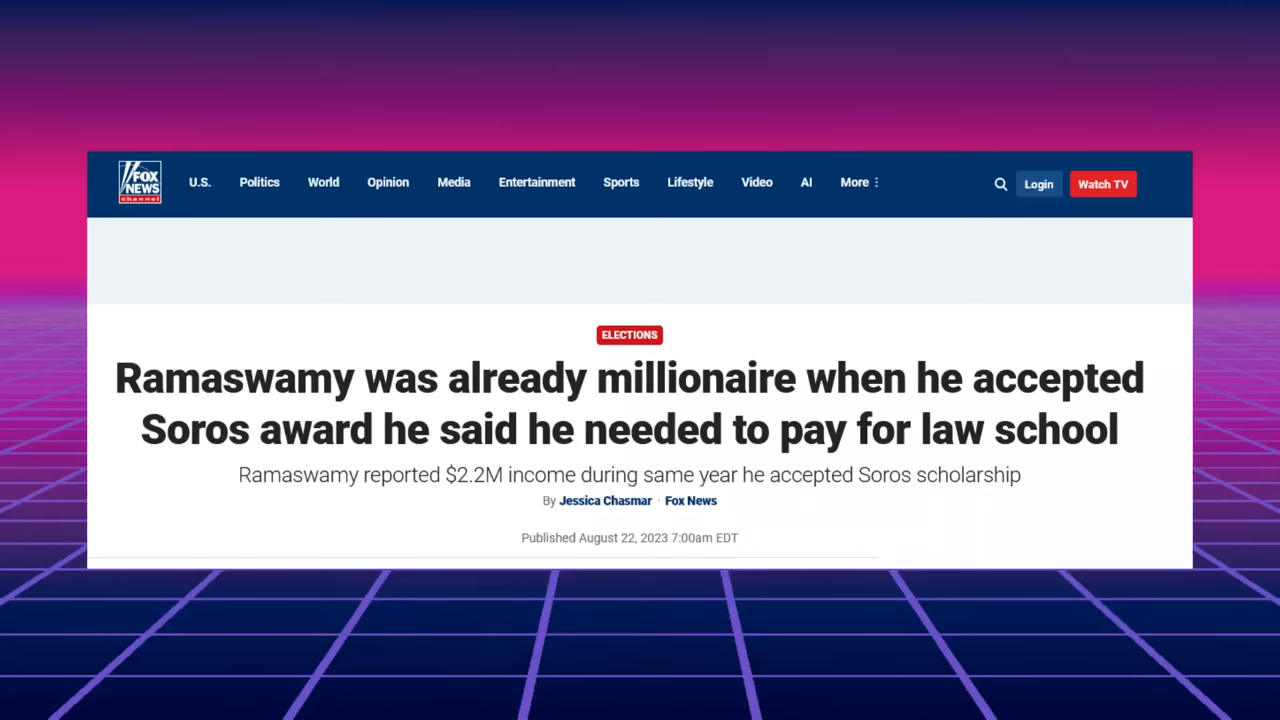 FOX
NEWS
channel
U.S. Politics World Opinion Media Entertainment Sports Lifestyle Video AI More Login Watch TV
ELECTIONS
Ramaswamy was already millionaire when he accepted
Soros award he said he needed to pay for law school
Ramaswamy reported $2.2M income during same year he accepted Soros scholarship
By Jessica Chasmar · Fox News
Published August 22, 2023 7:00am EDT